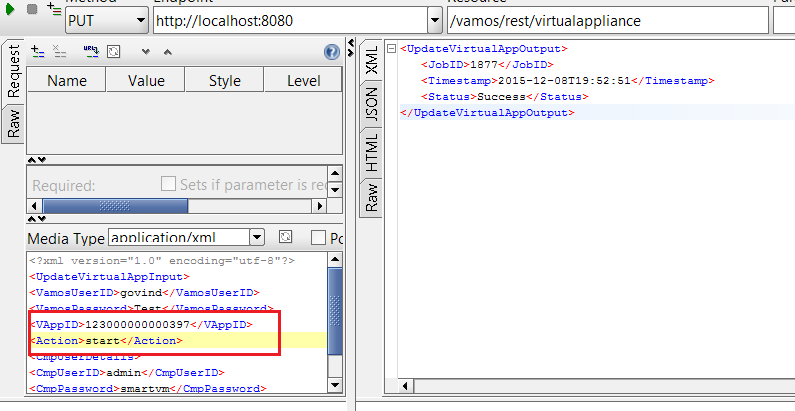 Method Endpoint Resource
PUT http://localhost:8080 /vamos/rest/virtualappliance
Request
Raw
URL
Name Value Style Level
Required: Sets if parameter is
Media Type application/xml
<?xml version="1.0" encoding="utf-8"?>
<UpdateVirtualAppInput>
<VamosUserID>govind</VamosUserID>
<VamosPassword>Test</VamosPassword>
<VAppID>123000000000397</VAppID>
<Action>start</Action>
<CmpUserDetails>
<CmpUserID>admin</CmpUserID>
<CmpPassword>smartvm</CmpPassword>
XML
JSON
HTML
Raw
<UpdateVirtualAppOutput>
<JobID>1877</JobID>
<Timestamp>2015-12-08T19:52:51</Timestamp>
<Status>Success</Status>
</UpdateVirtualAppOutput>